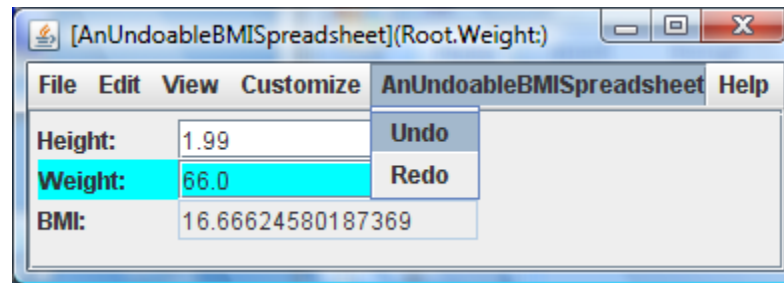 [AnUndoableBMISpreadsheet](Root.Weight:)
File Edit View Customize AnUndoableBMISpreadsheet Help
Undo
Redo
Height: 1.99
Weight: 66.0
BMI: 16.66624580187369